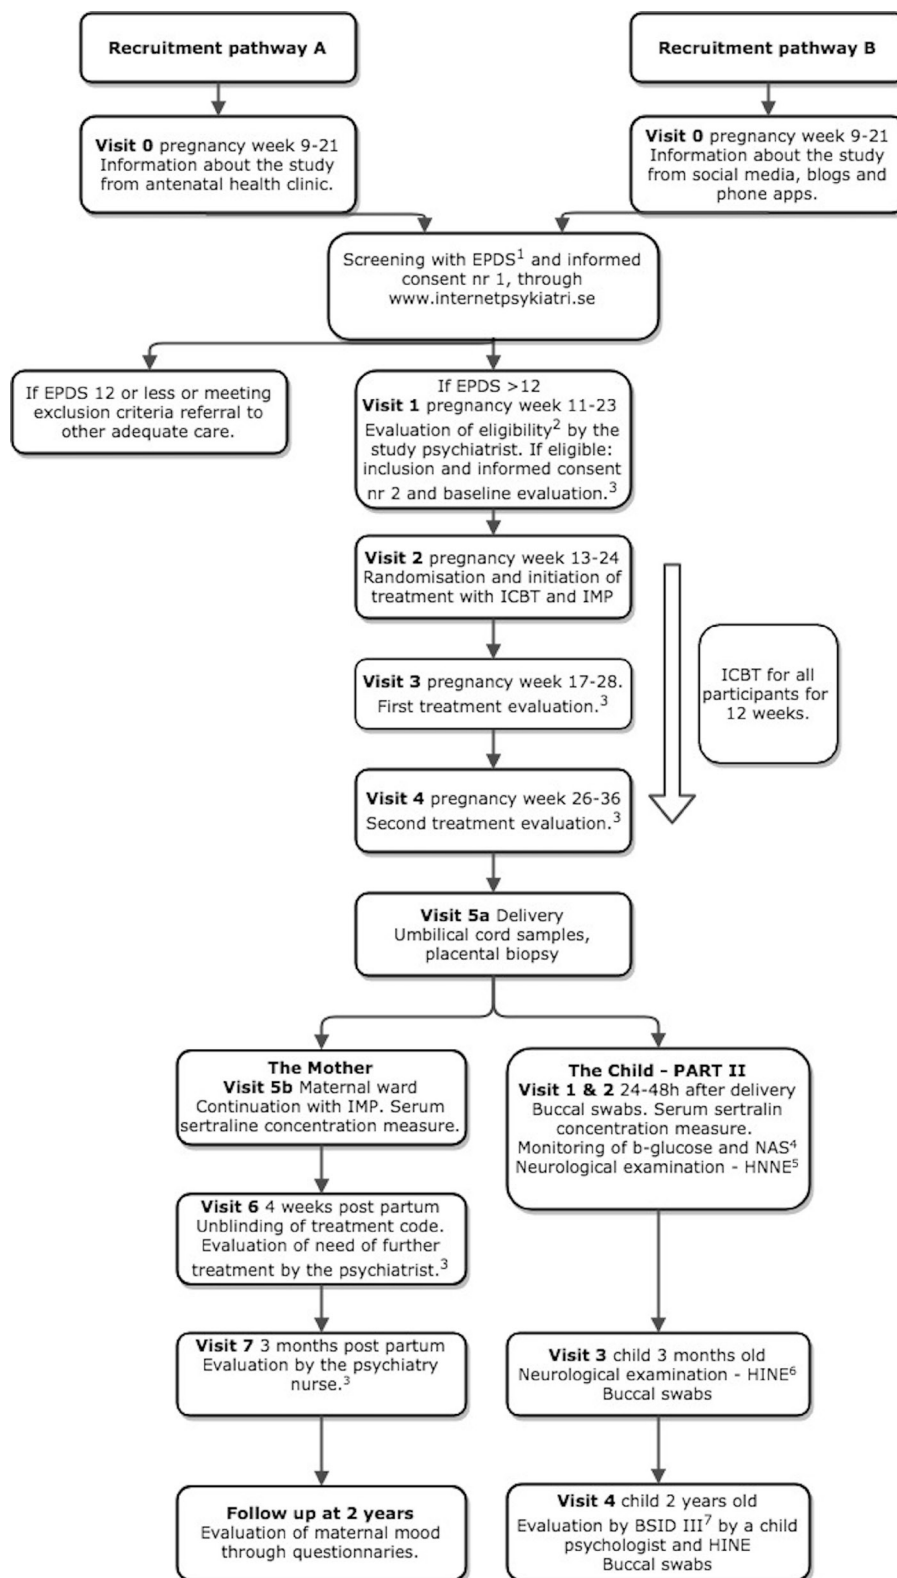 Recruitment pathway A
Recruitment pathway B
Visit 0 pregnancy week 9-21
Information about the study
from antenatal health clinic.
Visit 0 pregnancy week 9-21
Information about the study
from social media, blogs and
phone apps.
Screening with EPDS¹ and informed
consent nr 1, through
www.internetpsykiatri.se
If EPDS 12 or less or meeting
exclusion criteria referral to
other adequate care.
If EPDS >12
Visit 1 pregnancy week 11-23
Evaluation of eligibility² by the
study psychiatrist. If eligible:
inclusion and informed consent
nr 2 and baseline evaluation.³
Visit 2 pregnancy week 13-24
Randomisation and initiation of
treatment with ICBT and IMP
ICBT for all
participants for
12 weeks.
Visit 3 pregnancy week 17-28.
First treatment evaluation.³
Visit 4 pregnancy week 26-36
Second treatment evaluation.³
Visit 5a Delivery
Umbilical cord samples,
placental biopsy
The Mother
Visit 5b Maternal ward
Continuation with IMP. Serum
sertraline concentration measure.
The Child - PART II
Visit 1 & 2 24-48h after delivery
Buccal swabs. Serum sertralin
concentration measure.
Monitoring of b-glucose and NAS⁴
Neurological examination - HNNE⁵
Visit 6 4 weeks post partum
Unblinding of treatment code.
Evaluation of need of further
treatment by the psychiatrist.³
Visit 7 3 months post partum
Evaluation by the psychiatry
nurse.³
Visit 3 child 3 months old
Neurological examination - HINE⁶
Buccal swabs
Follow up at 2 years
Evaluation of maternal mood
through questionnaries.
Visit 4 child 2 years old
Evaluation by BSID III⁷ by a child
psychologist and HINE
Buccal swabs